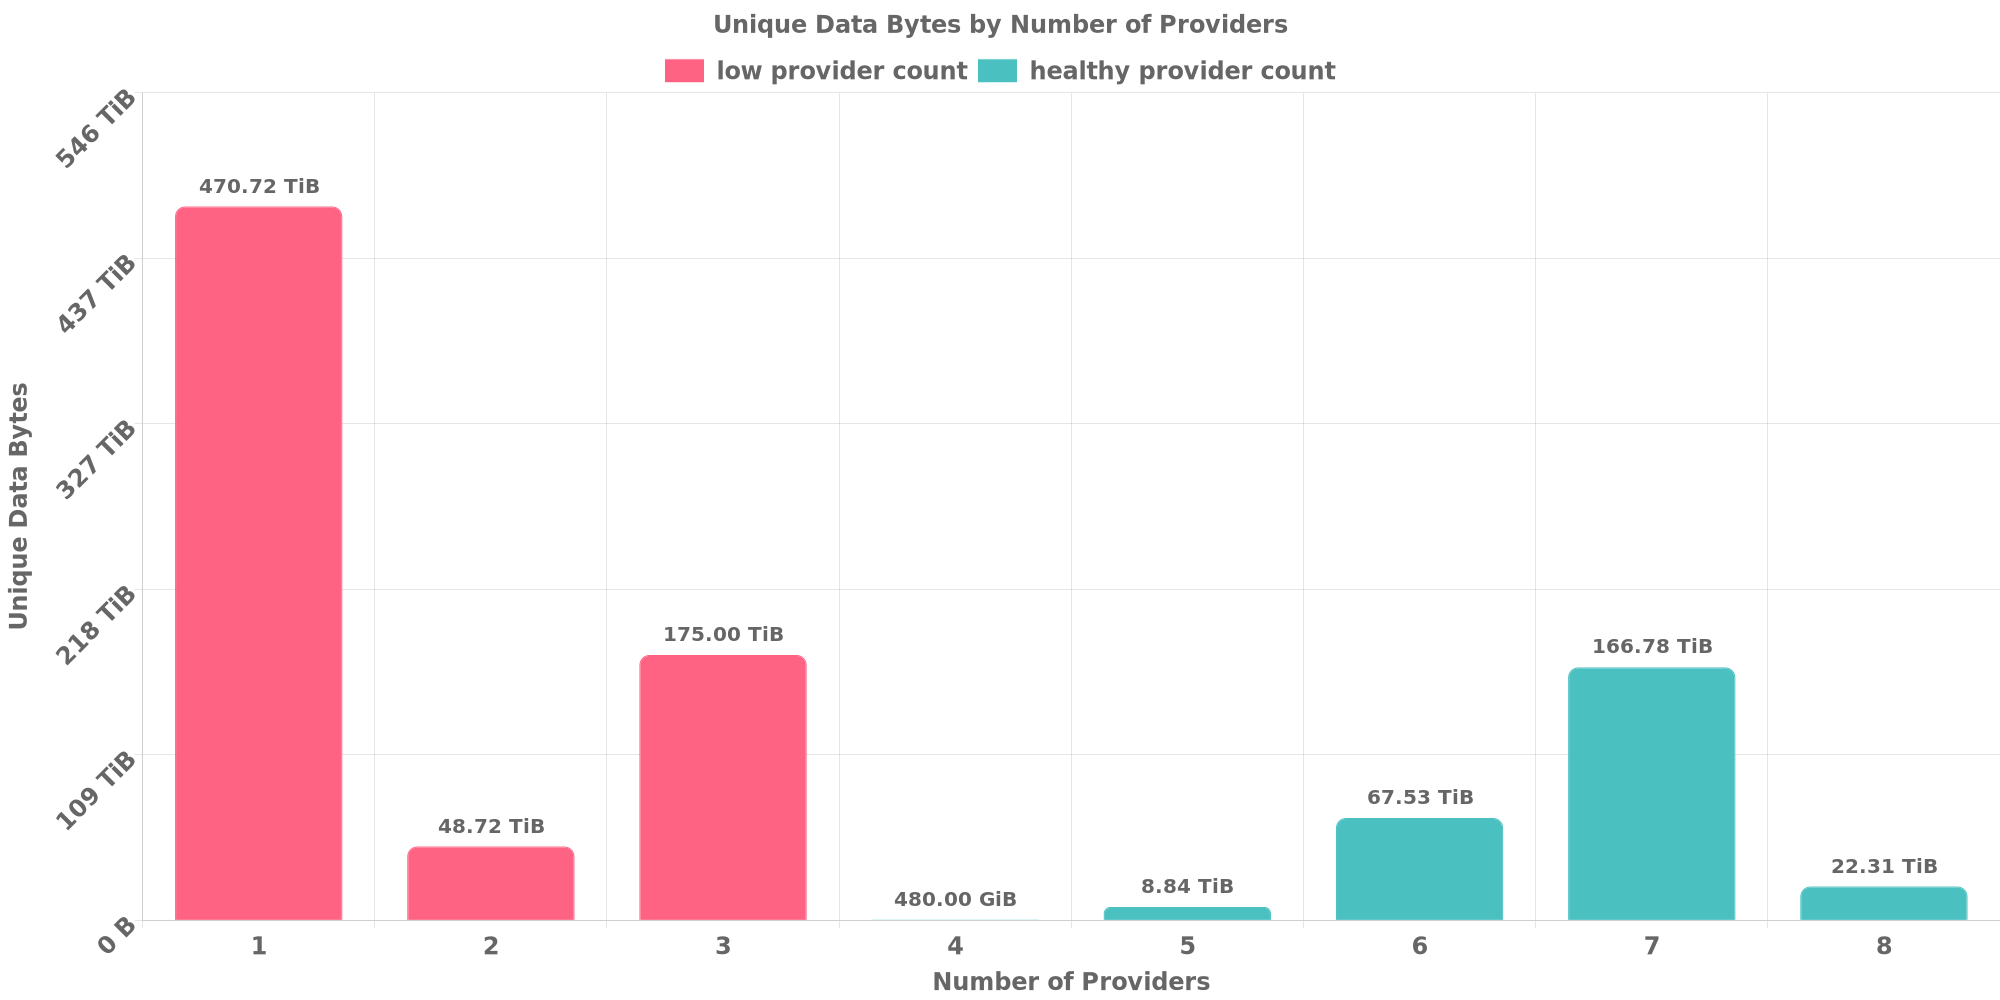 Unique Data Bytes by Number of Providers
low provider count healthy provider count
546 TiB
437 TiB
327 TiB
218 TiB
109 TiB
0 B
Unique Data Bytes
470.72 TiB
48.72 TiB
175.00 TiB
480.00 GiB
8.84 TiB
67.53 TiB
166.78 TiB
22.31 TiB
1 2 3 4 5 6 7 8
Number of Providers